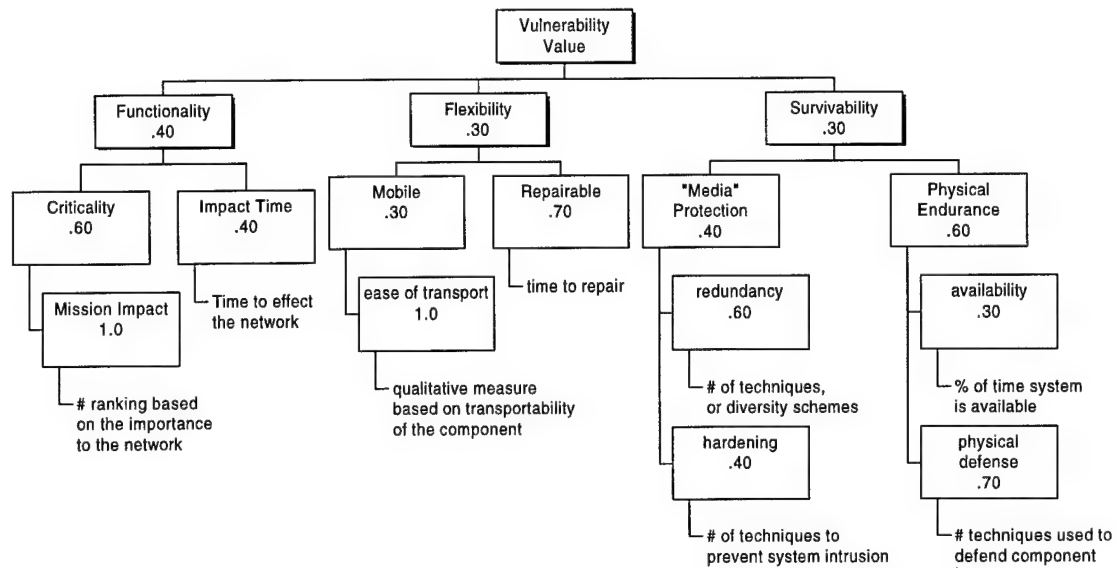 Vulnerability
Value
Functionality
.40
Flexibility
.30
Survivability
.30
Criticality
.60
Impact Time
.40
Mobile
.30
Repairable
.70
"Media"
Protection
.40
Physical
Endurance
.60
Mission Impact
1.0
Time to effect
the network
ease of transport
1.0
time to repair
redundancy
.60
availability
.30
# ranking based
on the importance
to the network
qualitative measure
based on transportability
of the component
# of techniques,
or diversity schemes
% of time system
is available
hardening
.40
physical
defense
.70
# of techniques to
prevent system intrusion
# techniques used to
defend component